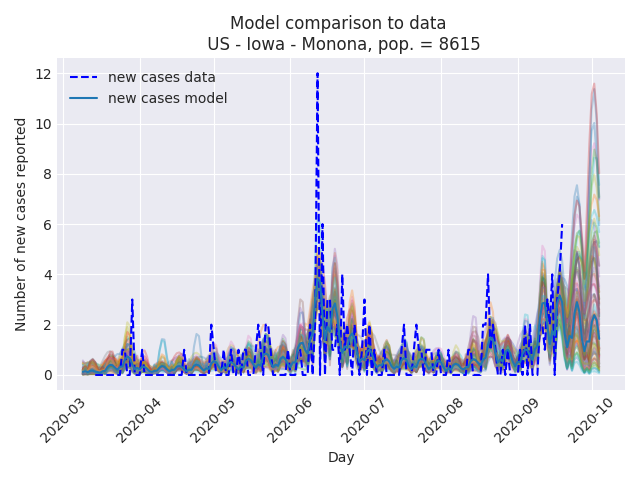 Model comparison to data
US - Iowa - Monona, pop. = 8615
new cases data
new cases model
Number of new cases reported
12
10
8
6
4
2
0
2020-03
2020-04
2020-05
2020-06
2020-07
2020-08
2020-09
2020-10
Day